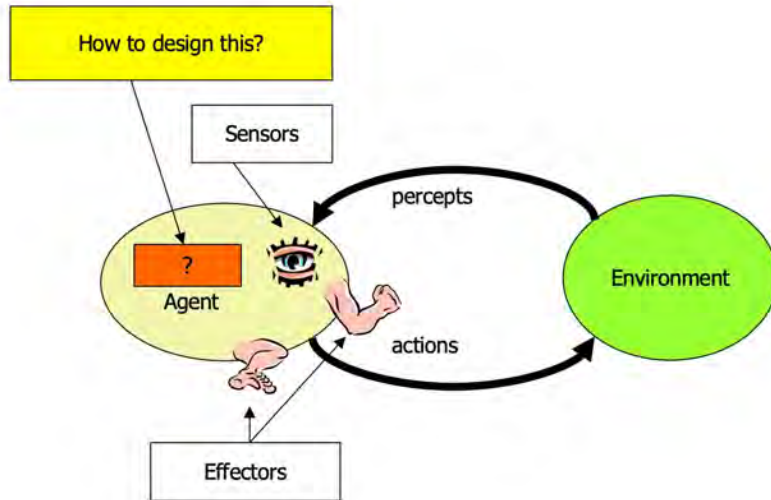 How to design this?
Sensors
percepts
?
Agent
Environment
actions
Effectors